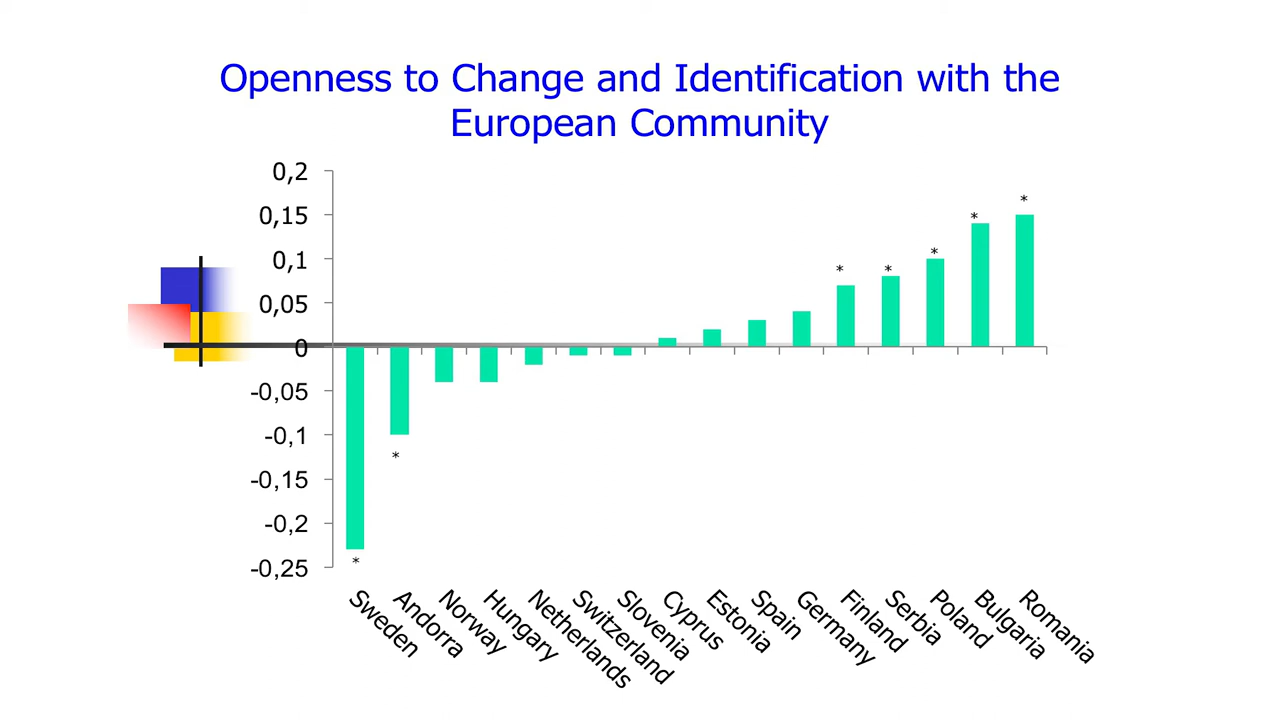 Openness to Change and Identification with the
European Community
0,2
0,15
0,1
0,05
0
-0,05
-0,1
-0,15
-0,2
-0,25
*
*
*
*
*
*
*
Sweden
Andorra
Norway
Hungary
Netherlands
Switzerland
Slovenia
Cyprus
Estonia
Spain
Germany
Finland
Serbia
Poland
Bulgaria
Romania